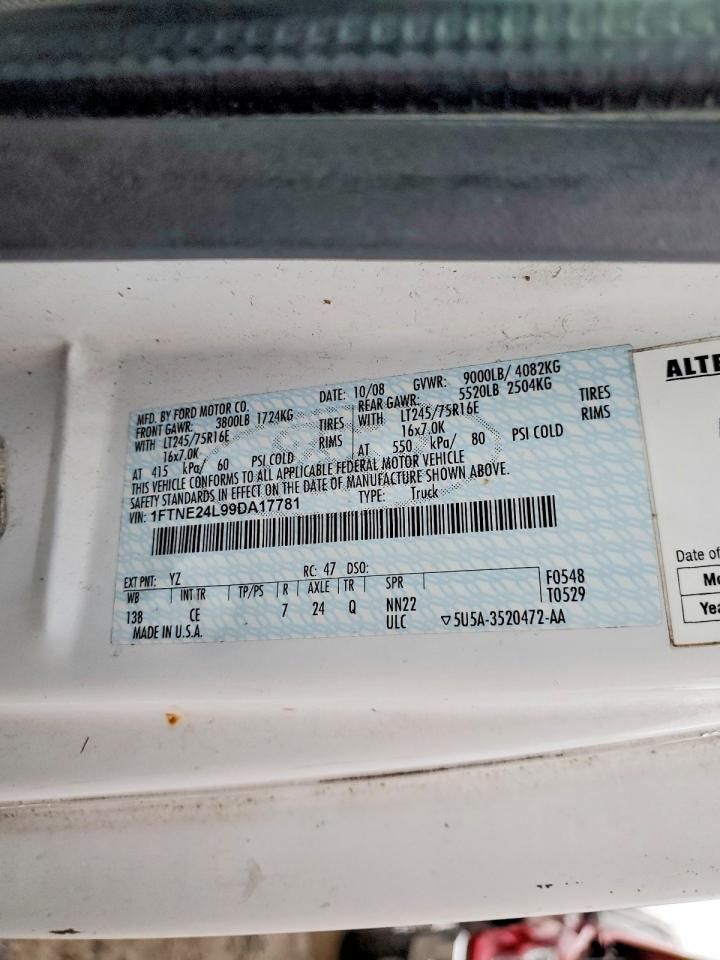 MFD. BY FORD MOTOR CO. DATE: 10/08 GVWR: 9000LB/ 4082KG
FRONT GAWR: 3800LB 1724KG REAR GAWR: 5520LB 2504KG
WITH LT245/75R16E TIRES WITH LT245/75R16E TIRES
16x7.0K RIMS 16x7.0K RIMS
AT 415 kPa/ 60 PSI COLD AT 550 kPa/ 80 PSI COLD
THIS VEHICLE CONFORMS TO ALL APPLICABLE FEDERAL MOTOR VEHICLE
SAFETY STANDARDS IN EFFECT ON THE DATE OF MANUFACTURE SHOWN ABOVE.
VIN: 1FTNE24L99DA17781 TYPE: Truck
EXT PNT: YZ RC: 47 DSO:
WB INT TR TP/PS R AXLE TR SPR F0548
138 CE 7 24 Q NN22 T0529
MADE IN U.S.A. ULC ▽5U5A-3520472-AA
ALTE
Date of
Mo
Yea